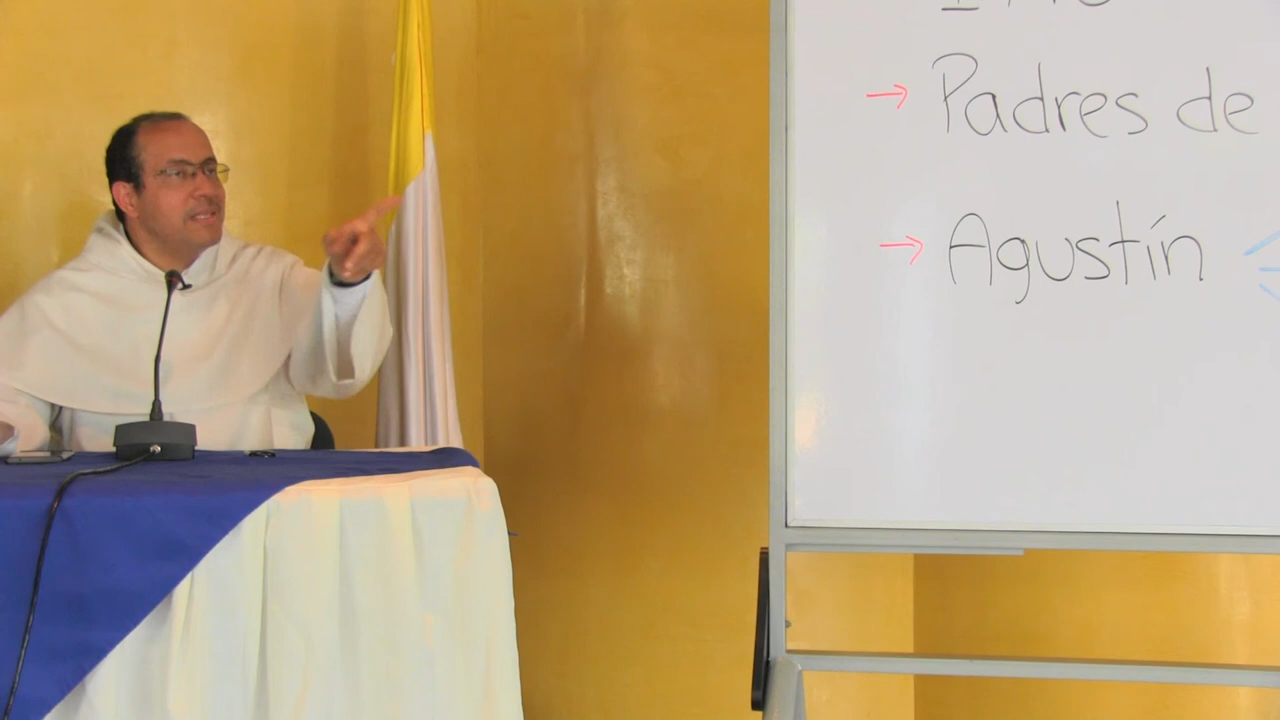 → Padres de
→ Agustín